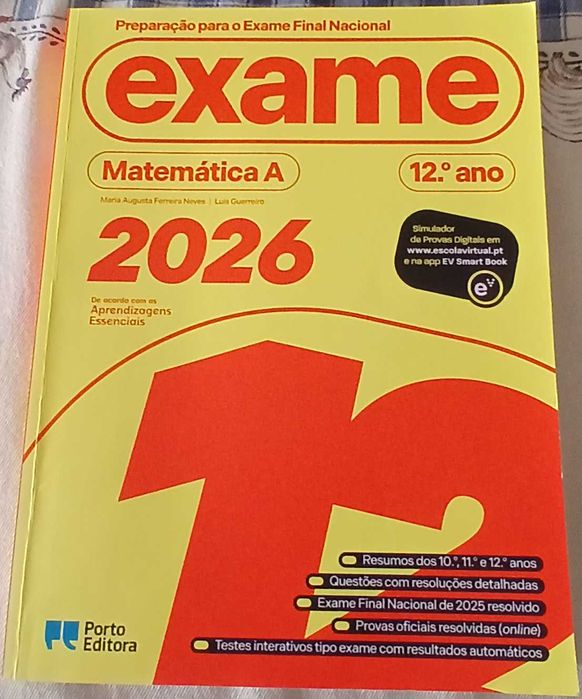 Preparação para o Exame Final Nacional
exame
Matemática A
12.º ano
Maria Augusta Ferreira Neves | Luís Guerreiro
2026
Simulador
de Provas Digitais em
www.escolavirtual.pt
e na app EV Smart Book
ev
De acordo com as
Aprendizagens
Essenciais
12
Resumos dos 10.º, 11.º e 12.º anos
Questões com resoluções detalhadas
Exame Final Nacional de 2025 resolvido
Provas oficiais resolvidas (online)
Testes interativos tipo exame com resultados automáticos
Porto
Editora